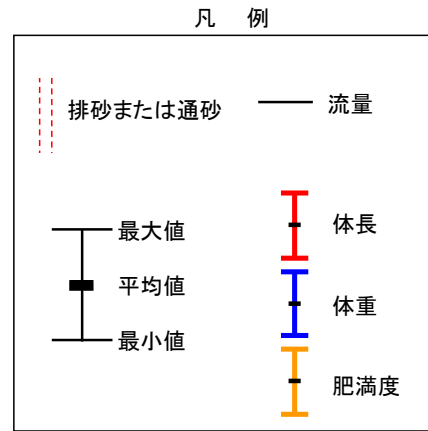 凡 例
排砂または通砂
流量
最大値
平均値
最小値
体長
体重
肥満度